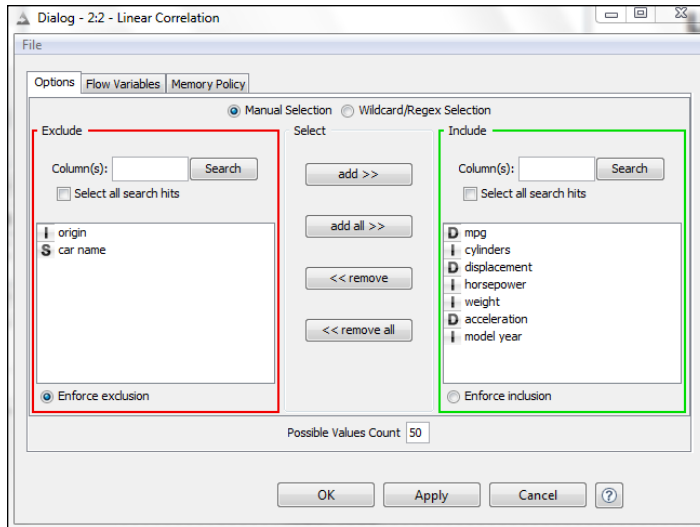 Dialog - 2:2 - Linear Correlation
File
Options Flow Variables Memory Policy
Manual Selection Wildcard/Regex Selection
Exclude
Column(s): Search
Select all search hits
I origin
S car name
Enforce exclusion
Select
add >>
add all >>
<< remove
<< remove all
Include
Column(s): Search
Select all search hits
D mpg
I cylinders
D displacement
I horsepower
I weight
D acceleration
I model year
Enforce inclusion
Possible Values Count 50
OK Apply Cancel ?